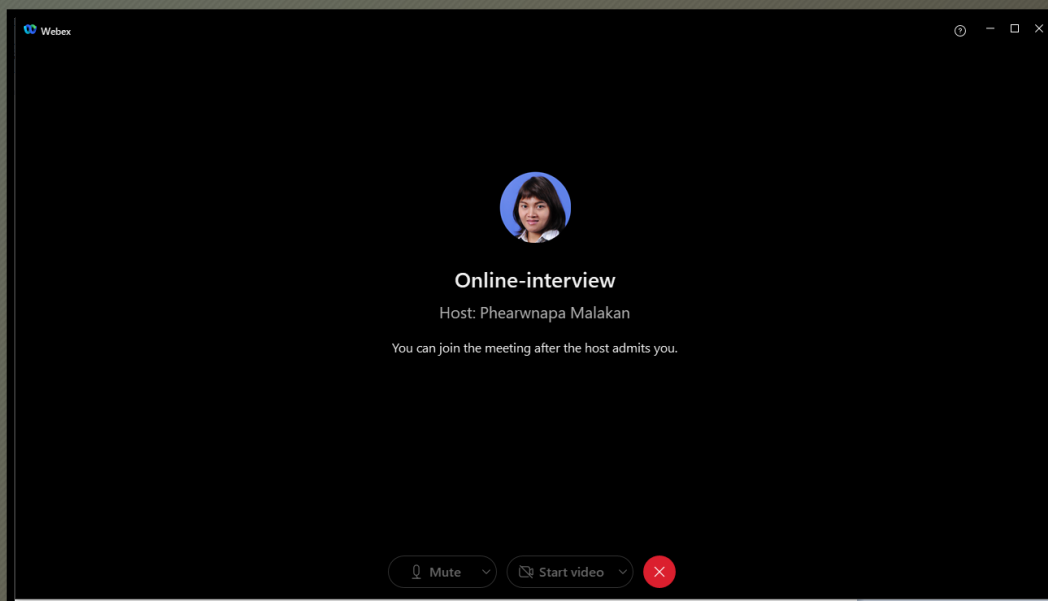 Webex
Online-interview
Host: Phearwnapa Malakan
You can join the meeting after the host admits you.
Mute
Start video